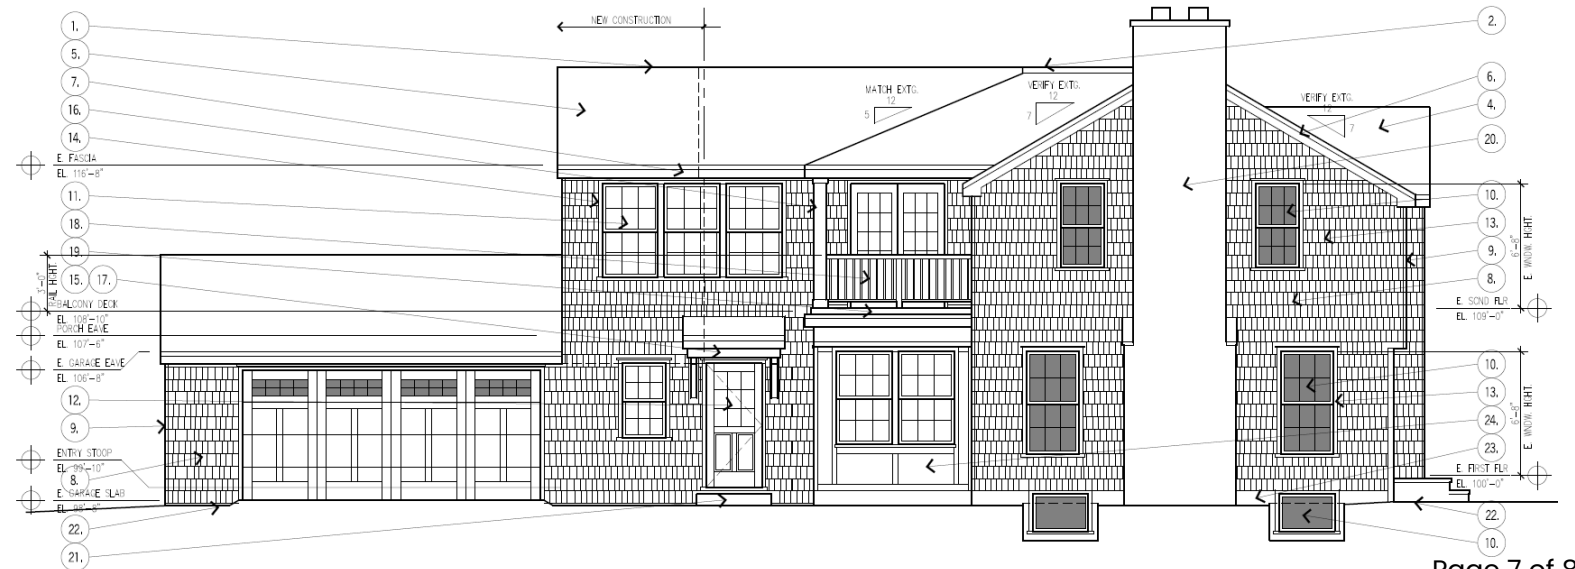 1.
NEW CONSTRUCTION
2.
5.
7.
MATCH EXTG.
12
5
VERIFY EXTG.
12
7
VERIFY EXTG.
12
7
6.
4.
16.
14.
20.
E. FASCIA
EL. 116'-8"
11.
18.
19.
15.
17.
10.
13.
9.
8.
6'-8"
E. WNDW. HGHT.
3'-0"
RAIL HGHT.
BALCONY DECK
EL. 108'-10"
PORCH EAVE
EL. 107'-6"
E. GARAGE EAVE
EL. 106'-8"
E. SCND FLR
EL. 109'-0"
12.
9.
10.
13.
24.
23.
6'-8"
E. WNDW. HGHT.
ENTRY STOOP
EL. 99'-10"
8.
E. GARAGE SLAB
E. FIRST FLR
EL. 100'-0"
22.
21.
22.
10.
Page 7 of 8